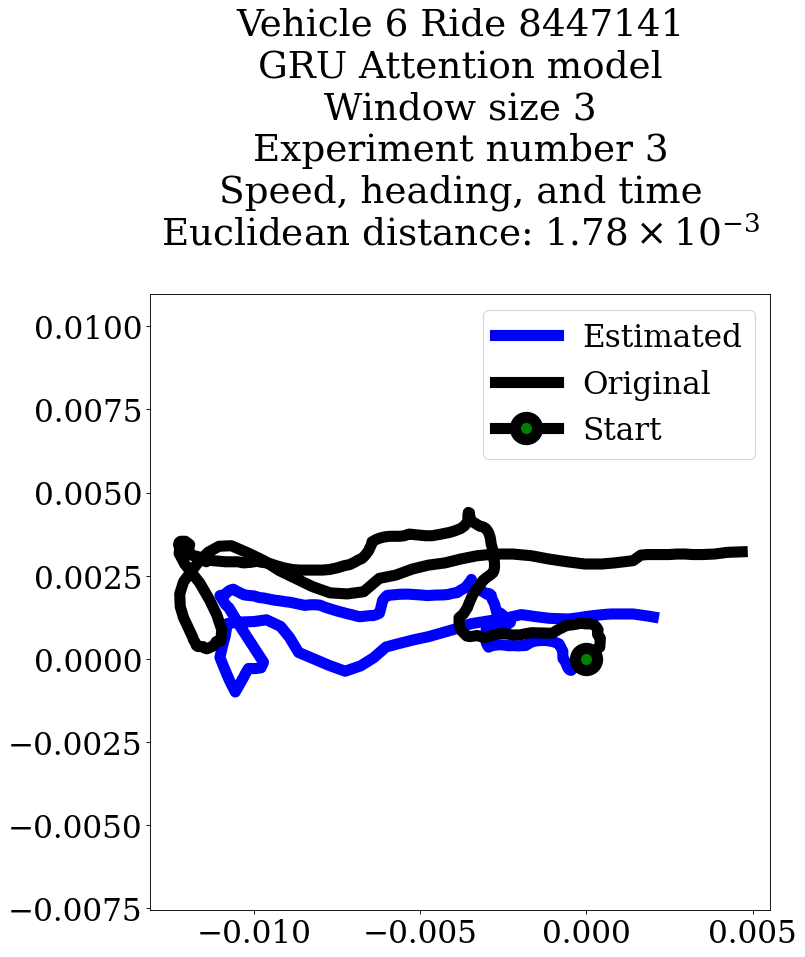 Vehicle 6 Ride 8447141
GRU Attention model
Window size 3
Experiment number 3
Speed, heading, and time
Euclidean distance: 1.78 × 10⁻³
Estimated
Original
Start
0.0100
0.0075
0.0050
0.0025
0.0000
−0.0025
−0.0050
−0.0075
−0.010 −0.005 0.000 0.005